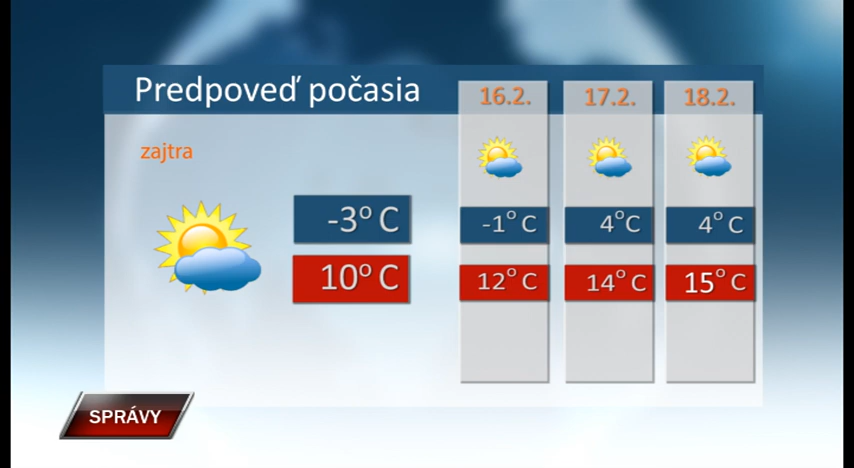 Predpoveď počasia
zajtra
-3° C
10° C
16.2.
-1° C
12° C
17.2.
4°C
14° C
18.2.
4° C
15° C
SPRÁVY